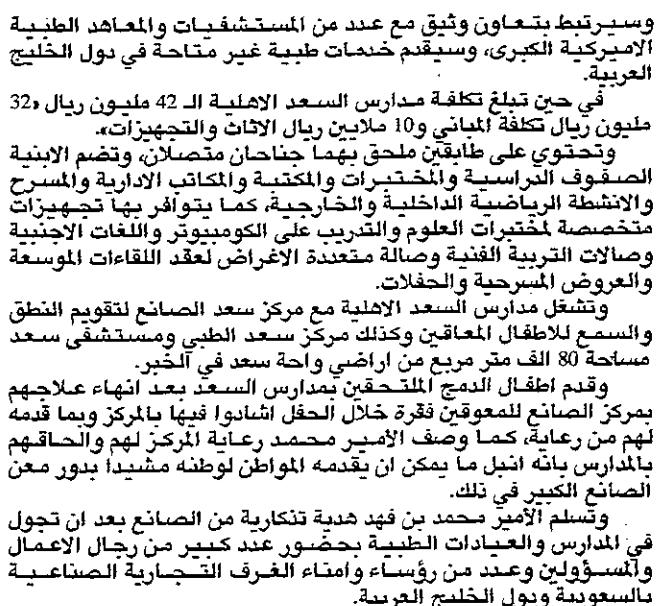 وسيرتبط بتعاون وثيق مع عدد من المستشفيات والمعاهد الطبية
الاميركية الكبرى، وسيقدم خدمات طبية غير متاحة في دول الخليج
العربية.
في حين تبلغ تكلفة مدارس السعد الاهلية الـ 42 مليون ريال «32
مليون ريال تكلفة المباني و10 ملايين ريال الاثاث والتجهيزات».
وتحتوي على طابقين ملحق بهما جناحان متصلان، وتضم الابنية
الصفوف الدراسية والمختبرات والمكتبة والمكاتب الادارية والمسرح
والانشطة الرياضية الداخلية والخارجية، كما يتوافر بها تجهيزات
متخصصة لمختبرات العلوم والتدريب على الكومبيوتر واللغات الاجنبية
وصالات التربية الفنية وصالة متعددة الاغراض لعقد اللقاءات الموسعة
والعروض المسرحية والحفلات.
وتشغل مدارس السعد الاهلية مع مركز سعد الصانع لتقويم النطق
والسمع للاطفال المعاقين وكذلك مركز سعد الطبي ومستشفى سعد
مساحة 80 الف متر مربع من اراضي واحة سعد في الخبر.
وقدم اطفال الدمج الملتحقين بمدارس السعد بعد انهاء علاجهم
بمركز الصانع للمعوقين فقرة خلال الحفل اشادوا فيها بالمركز وبما قدمه
لهم من رعاية، كما وصف الامير محمد رعاية المركز لهم والحاقهم
بالمدارس بانه انبل ما يمكن ان يقدمه المواطن لوطنه مشيدا بدور معن
الصانع الكبير في ذلك.
وتسلم الامير محمد بن فهد هدية تذكارية من الصانع بعد ان تجول
في المدارس والعيادات الطبية بحضور عدد كبير من رجال الاعمال
والمسؤولين وعدد من رؤساء وامناء الغرف التجارية الصناعية
بالسعودية ودول الخليج العربية.